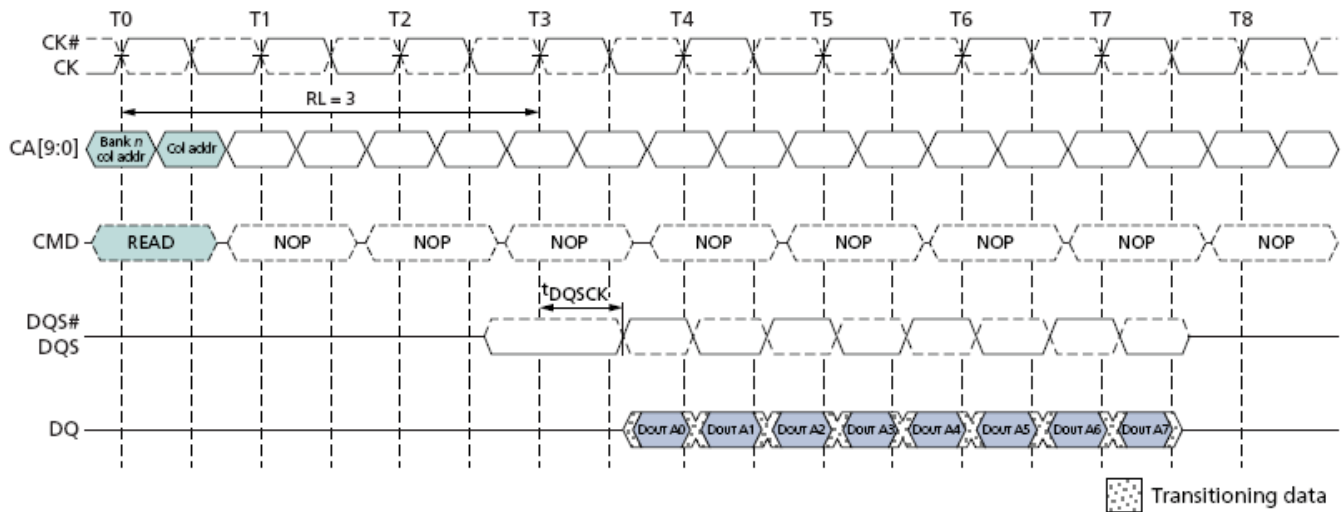 T0 T1 T2 T3 T4 T5 T6 T7 T8
CK#
CK
RL = 3
CA[9:0] Bank n col addr Col addr
CMD READ NOP NOP NOP NOP NOP NOP NOP NOP
tDQSCK
DQS#
DQS
DQ DOUT A0 DOUT A1 DOUT A2 DOUT A3 DOUT A4 DOUT A5 DOUT A6 DOUT A7
Transitioning data